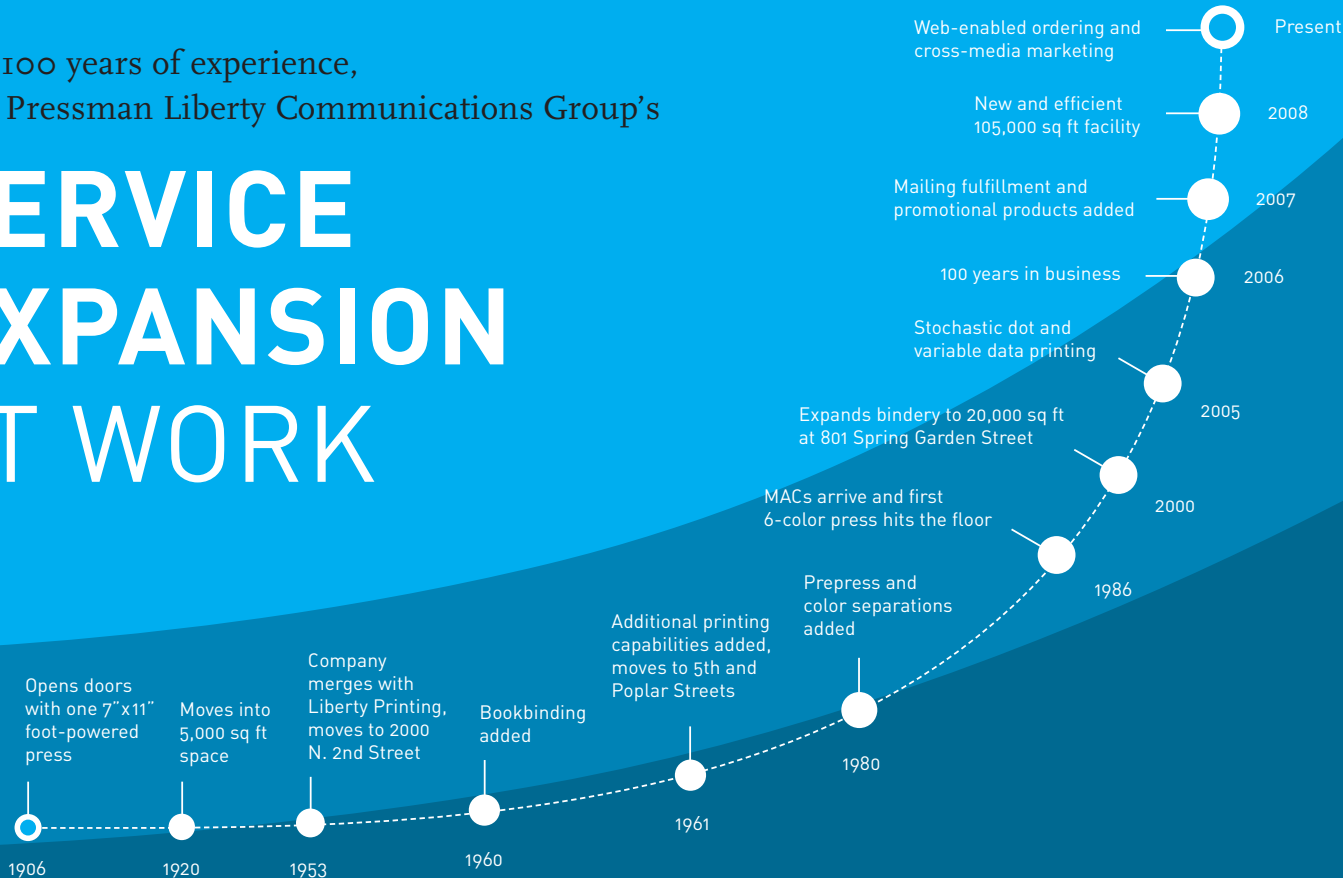 100 years of experience,
Pressman Liberty Communications Group's
ERVICE
XPANSION
T WORK
Web-enabled ordering and
cross-media marketing
Present
New and efficient
105,000 sq ft facility
2008
Mailing fulfillment and
promotional products added
2007
100 years in business
2006
Stochastic dot and
variable data printing
2005
Expands bindery to 20,000 sq ft
at 801 Spring Garden Street
2000
MACs arrive and first
6-color press hits the floor
1986
Prepress and
color separations
added
1980
Additional printing
capabilities added,
moves to 5th and
Poplar Streets
1961
Bookbinding
added
1960
Company
merges with
Liberty Printing,
moves to 2000
N. 2nd Street
1953
Moves into
5,000 sq ft
space
1920
Opens doors
with one 7"x11"
foot-powered
press
1906